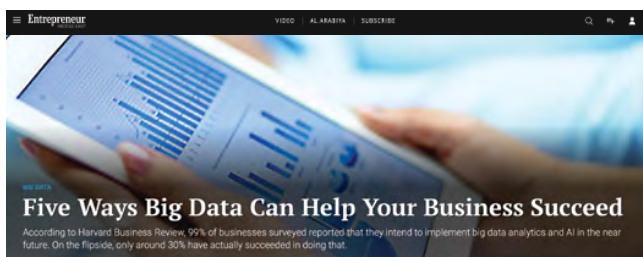 Entrepreneur
MIDDLE EAST
VIDEO | AL ARABIYA | SUBSCRIBE
BIG DATA
Five Ways Big Data Can Help Your Business Succeed
According to Harvard Business Review, 99% of businesses surveyed reported that they intend to implement big data analytics and AI in the near
future. On the flipside, only around 30% have actually succeeded in doing that.